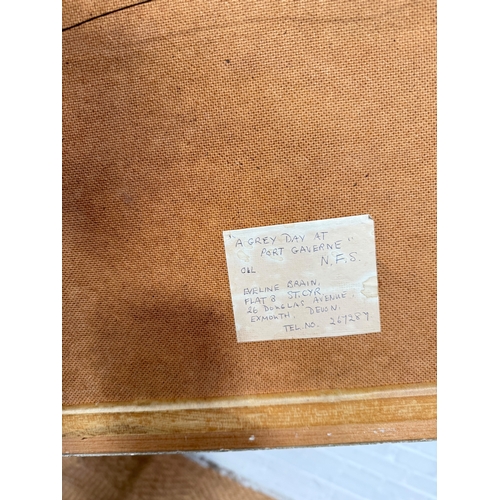 "A GREY DAY AT
PORT GAVERNE"
OIL N.F.S.
EVELINE BRAIN,
FLAT 8 ST. CYR
26 DOUGLAS AVENUE,
EXMOUTH, DEVON.
TEL NO. 267284